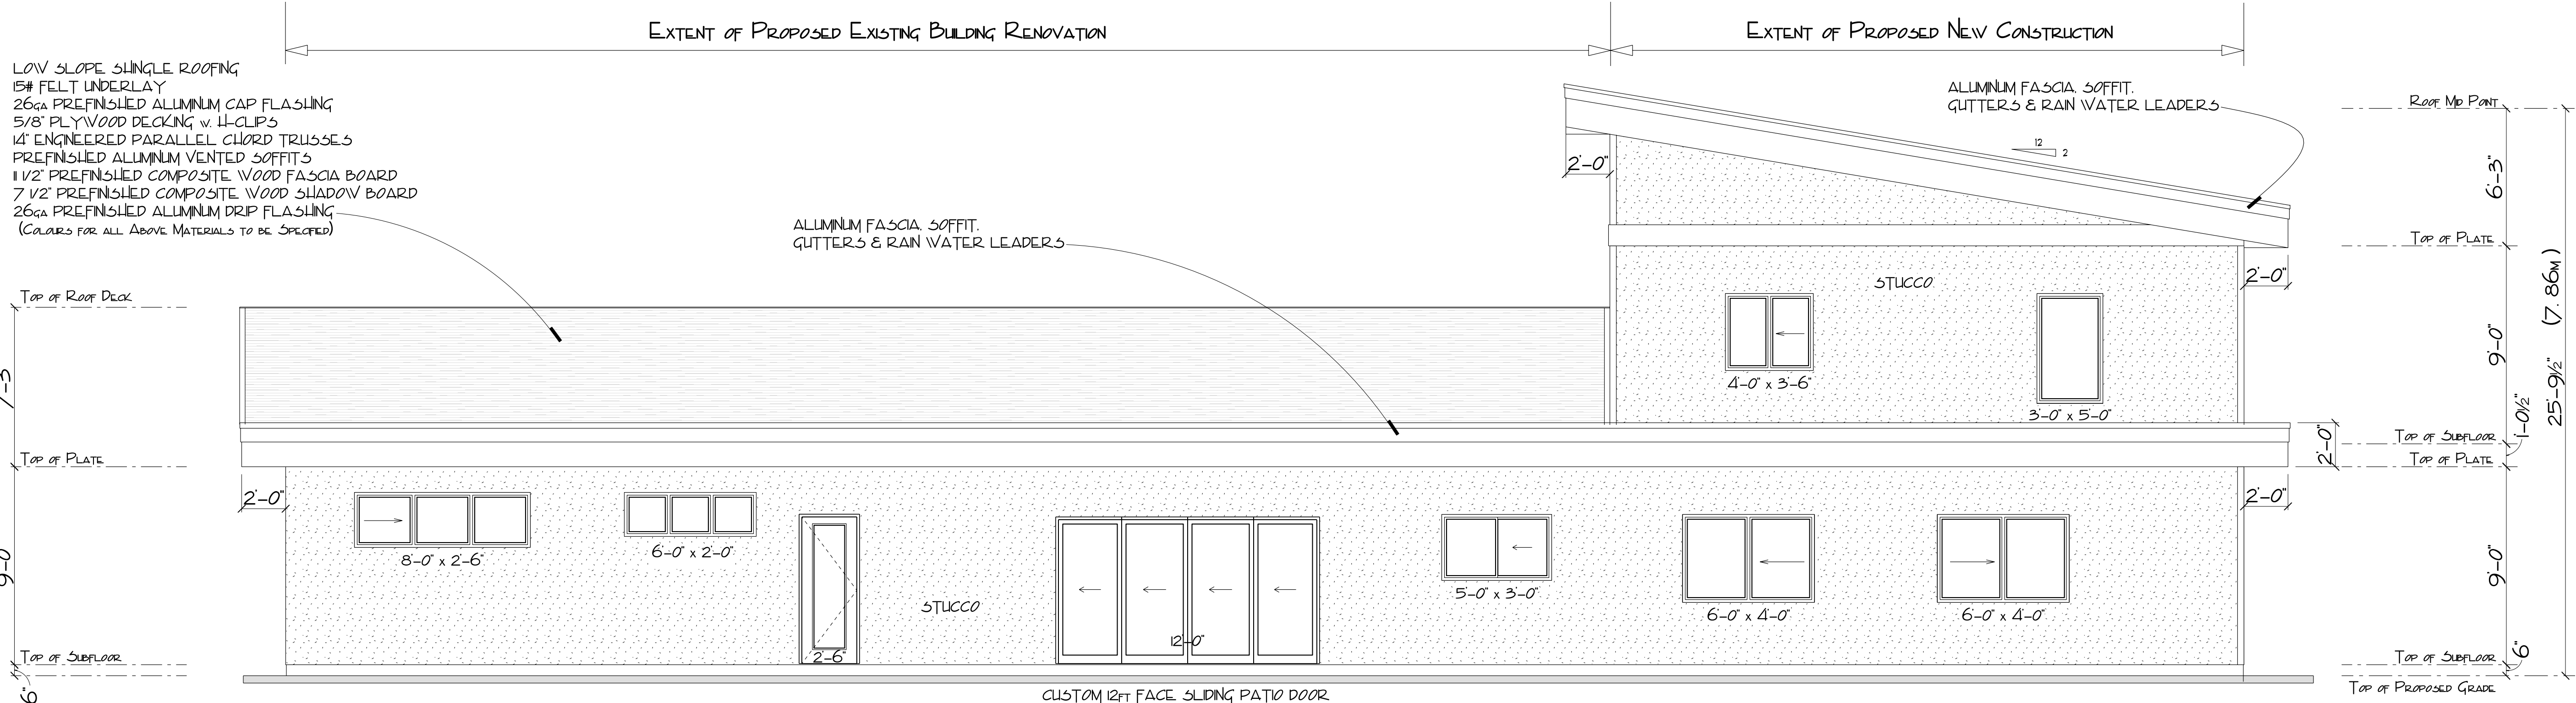 Extent of Proposed Existing Building Renovation
Extent of Proposed New Construction
LOW SLOPE SHINGLE ROOFING
15# FELT UNDERLAY
26GA PREFINISHED ALUMINUM CAP FLASHING
5/8" PLYWOOD DECKING w. H-CLIPS
14" ENGINEERED PARALLEL CHORD TRUSSES
PREFINISHED ALUMINUM VENTED SOFFITS
11 1/2" PREFINISHED COMPOSITE WOOD FASCIA BOARD
7 1/2" PREFINISHED COMPOSITE WOOD SHADOW BOARD
26GA PREFINISHED ALUMINUM DRIP FLASHING
(Colours for all Above Materials to be Specified)
ALUMINUM FASCIA, SOFFIT,
GUTTERS & RAIN WATER LEADERS
ALUMINUM FASCIA, SOFFIT,
GUTTERS & RAIN WATER LEADERS
12
2
2'-0"
Roof Mid Point
6'-3"
Top of Plate
2'-0"
STUCCO
4'-0" x 3'-6"
3'-0" x 5'-0"
9'-0"
25'-9½" (7. 86M )
1'-0½"
Top of Subfloor
Top of Plate
2'-0"
2'-0"
9'-0"
6"
Top of Subfloor
Top of Proposed Grade
Top of Roof Deck
7'-3
Top of Plate
2'-0"
9'-0
Top of Subfloor
6"
8'-0" x 2'-6"
6'-0" x 2'-0"
2'-6"
STUCCO
12'-0"
5'-0" x 3'-0"
6'-0" x 4'-0"
6'-0" x 4'-0"
CUSTOM 12FT FACE SLIDING PATIO DOOR